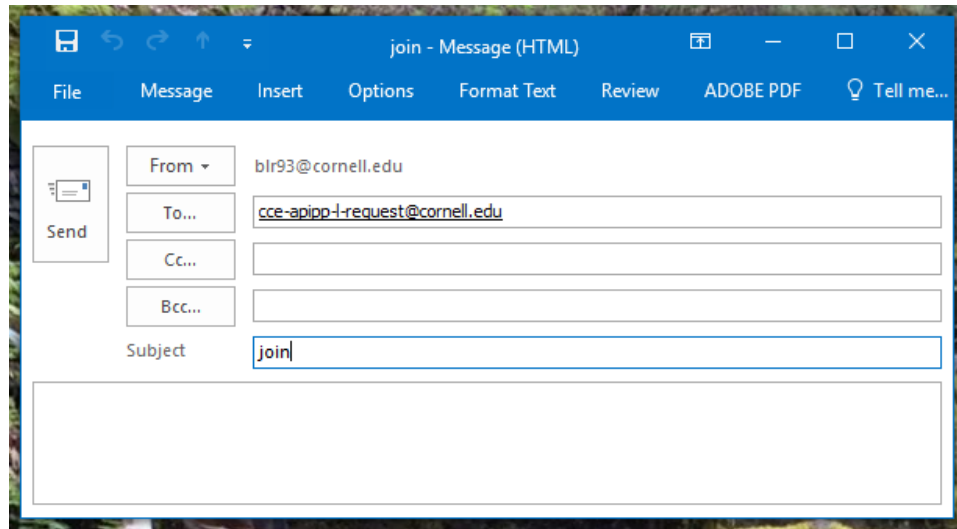 join - Message (HTML)
File Message Insert Options Format Text Review ADOBE PDF Tell me...
From blr93@cornell.edu
To... cce-apipp-l-request@cornell.edu
Send
Cc...
Bcc...
Subject join